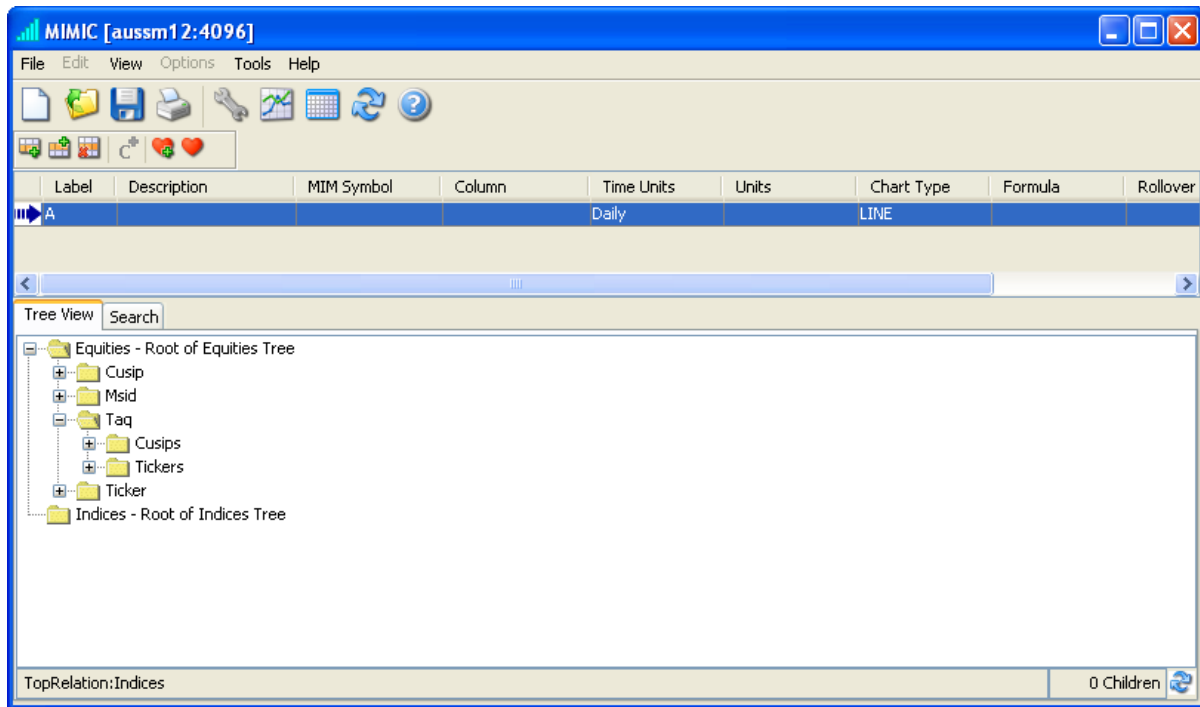 MIMIC [aussm12:4096]
File Edit View Options Tools Help
C+
Label Description MIM Symbol Column Time Units Units Chart Type Formula Rollover
A Daily LINE
Tree View Search
Equities - Root of Equities Tree
Cusip
Msid
Taq
Cusips
Tickers
Ticker
Indices - Root of Indices Tree
TopRelation:Indices 0 Children